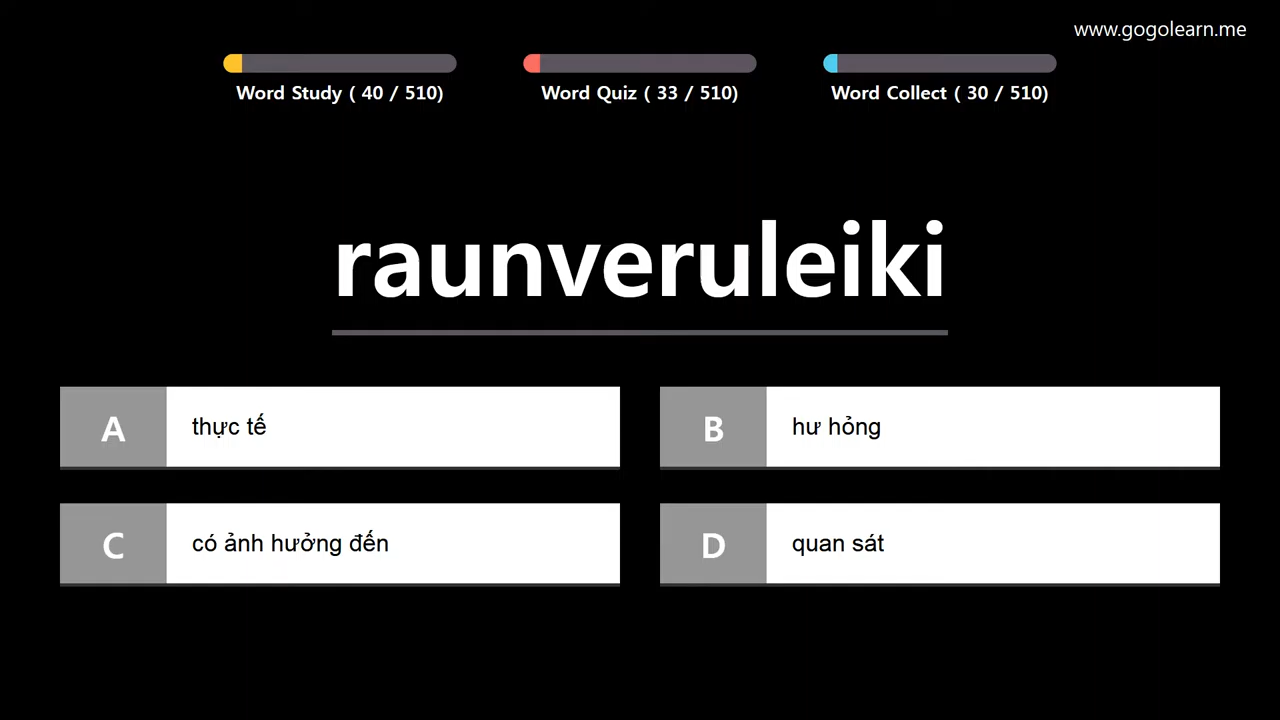 www.gogolearn.me
Word Study ( 40 / 510)
Word Quiz ( 33 / 510)
Word Collect ( 30 / 510)
raunveruleiki
A thực tế
B hư hỏng
C có ảnh hưởng đến
D quan sát